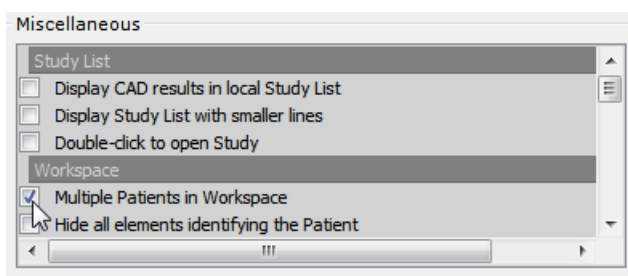 Miscellaneous
Study List
Display CAD results in local Study List
Display Study List with smaller lines
Double-click to open Study
Workspace
Multiple Patients in Workspace
Hide all elements identifying the Patient